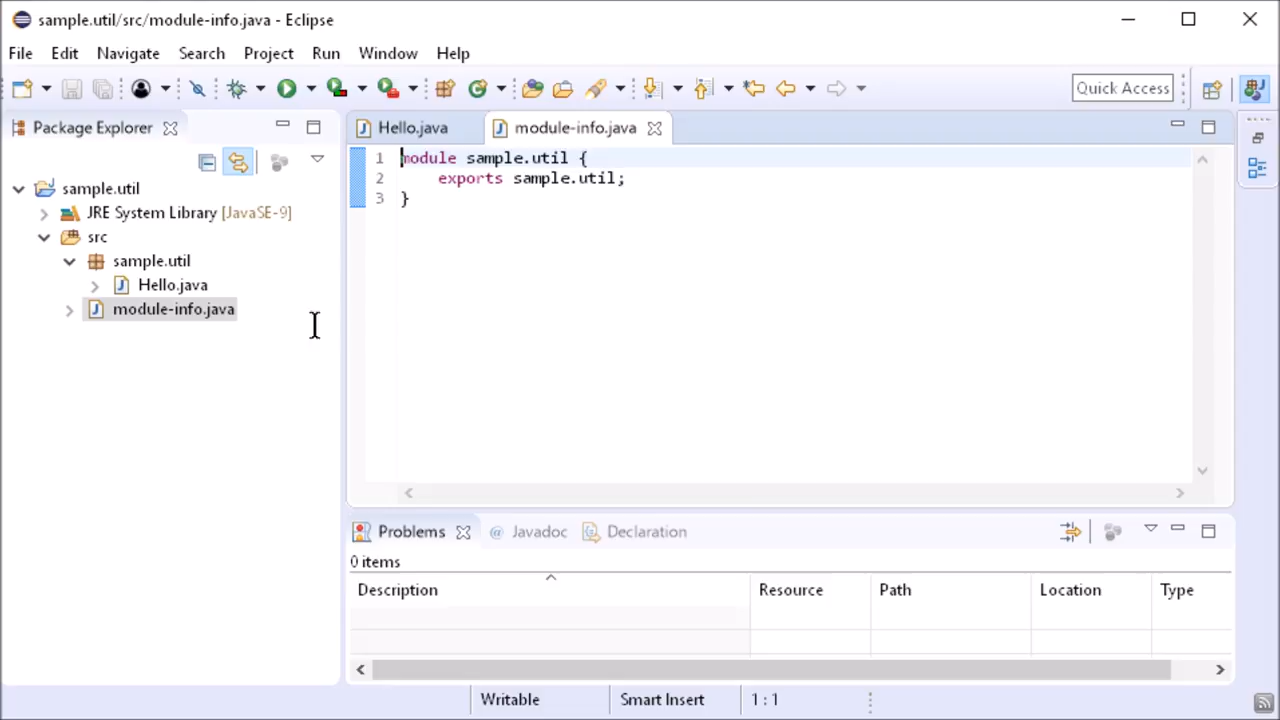 sample.util/src/module-info.java - Eclipse
File Edit Navigate Search Project Run Window Help
Quick Access
Package Explorer
sample.util
JRE System Library [JavaSE-9]
src
sample.util
Hello.java
module-info.java
Hello.java module-info.java
1 module sample.util {
2 exports sample.util;
3 }
Problems @ Javadoc Declaration
0 items
Description Resource Path Location Type
Writable Smart Insert 1 : 1